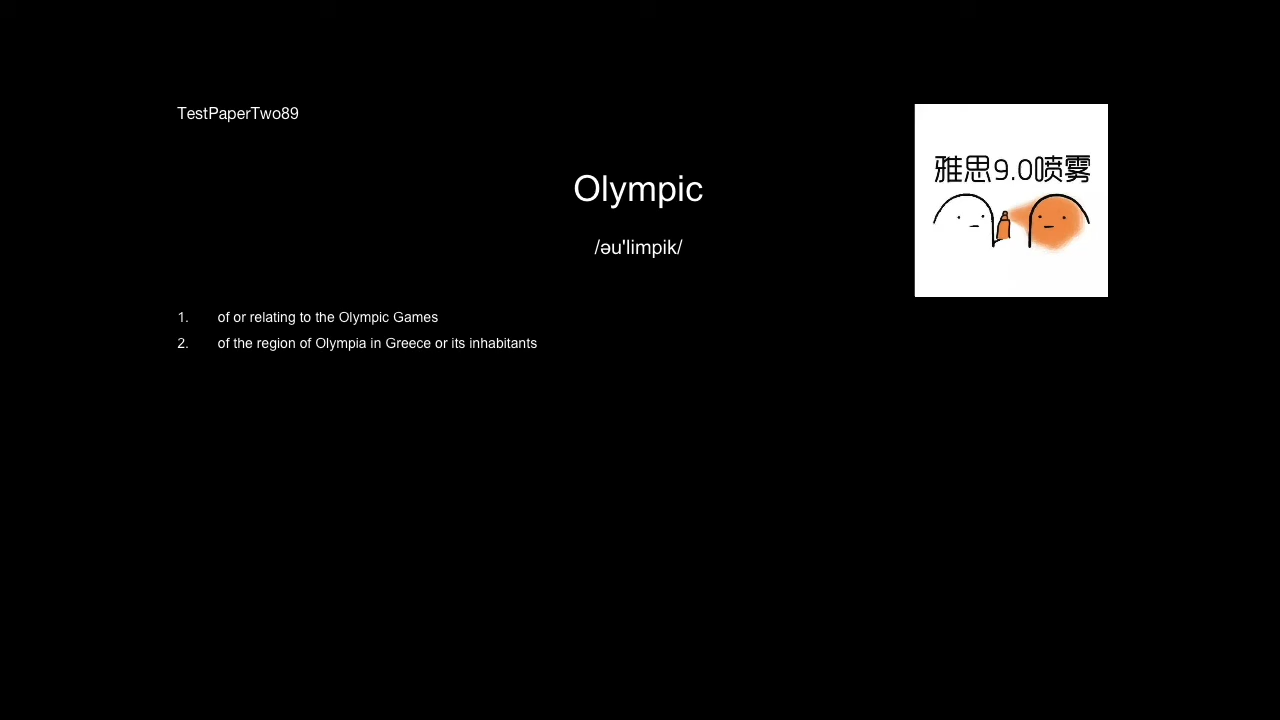 TestPaperTwo89
雅思9.0喷雾
Olympic
/əu'limpik/
1. of or relating to the Olympic Games
2. of the region of Olympia in Greece or its inhabitants